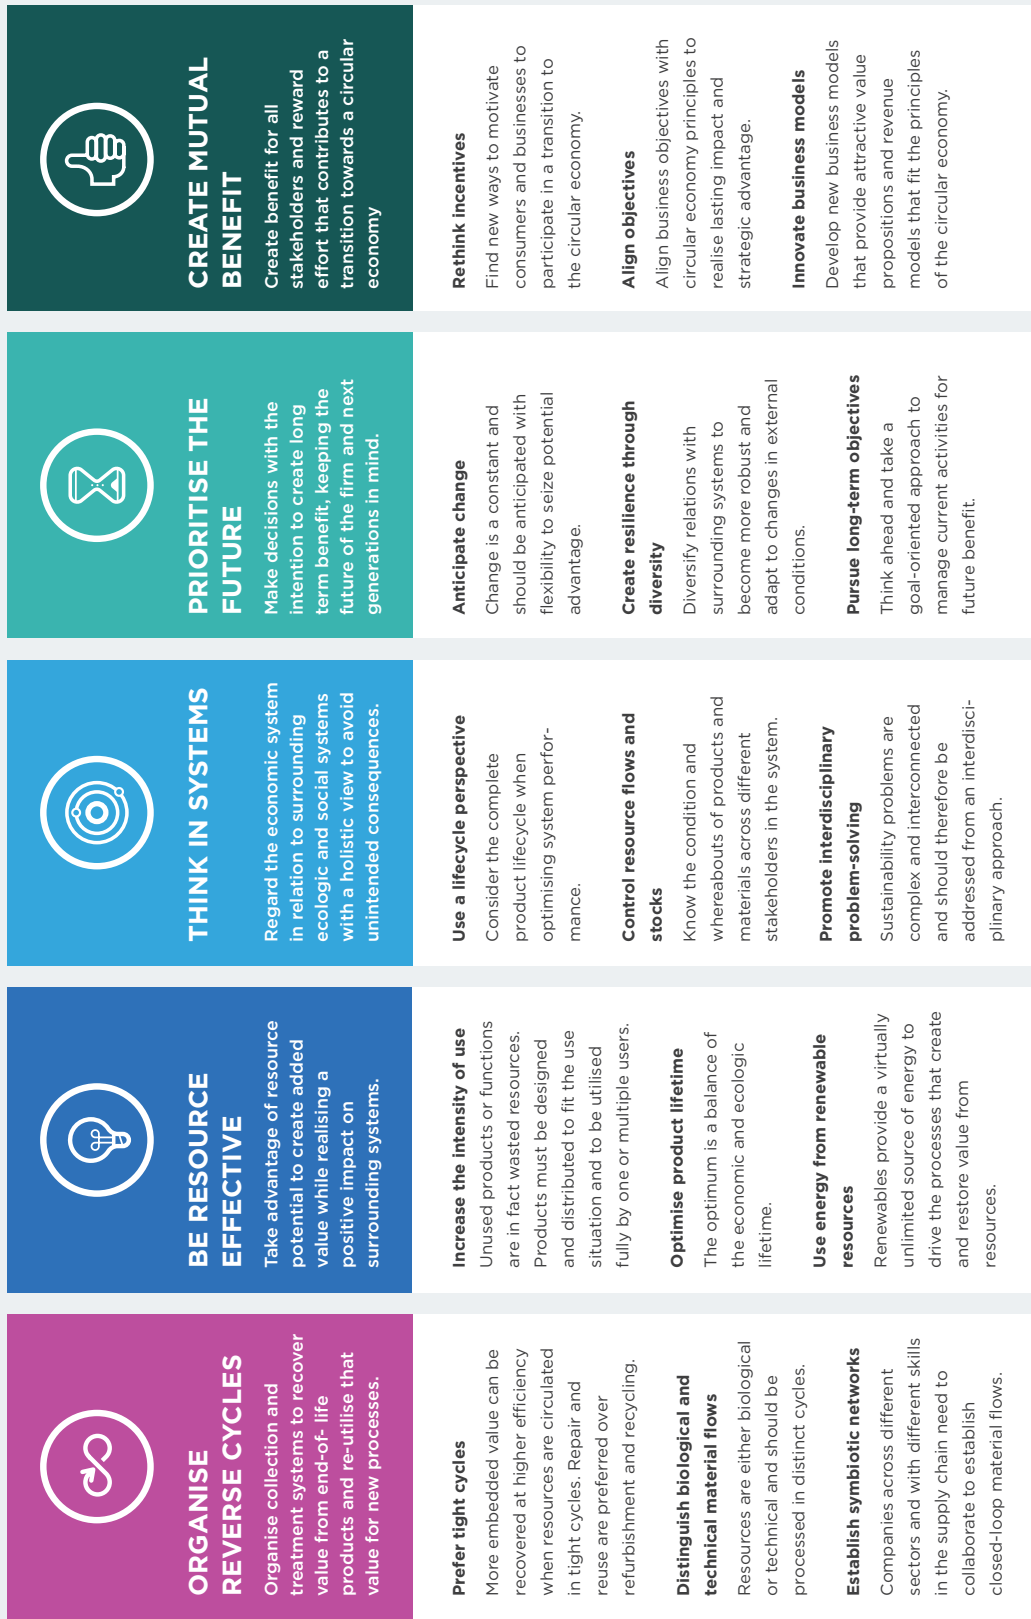 ORGANISE
REVERSE CYCLES
Organise collection and
treatment systems to recover
value from end-of- life
products and re-utilise that
value for new processes.
Prefer tight cycles
More embedded value can be
recovered at higher efficiency
when resources are circulated
in tight cycles. Repair and
reuse are preferred over
refurbishment and recycling.
Distinguish biological and
technical material flows
Resources are either biological
or technical and should be
processed in distinct cycles.
Establish symbiotic networks
Companies across different
sectors and with different skills
in the supply chain need to
collaborate to establish
closed-loop material flows.
BE RESOURCE
EFFECTIVE
Take advantage of resource
potential to create added
value while realising a
positive impact on
surrounding systems.
Increase the intensity of use
Unused products or functions
are in fact wasted resources.
Products must be designed
and distributed to fit the use
situation and to be utilised
fully by one or multiple users.
Optimise product lifetime
The optimum is a balance of
the economic and ecologic
lifetime.
Use energy from renewable
resources
Renewables provide a virtually
unlimited source of energy to
drive the processes that create
and restore value from
resources.
THINK IN SYSTEMS
Regard the economic system
in relation to surrounding
ecologic and social systems
with a holistic view to avoid
unintended consequences.
Use a lifecycle perspective
Consider the complete
product lifecycle when
optimising system perfor-
mance.
Control resource flows and
stocks
Know the condition and
whereabouts of products and
materials across different
stakeholders in the system.
Promote interdisciplinary
problem-solving
Sustainability problems are
complex and interconnected
and should therefore be
addressed from an interdisci-
plinary approach.
PRIORITISE THE
FUTURE
Make decisions with the
intention to create long
term benefit, keeping the
future of the firm and next
generations in mind.
Anticipate change
Change is a constant and
should be anticipated with
flexibility to seize potential
advantage.
Create resilience through
diversity
Diversify relations with
surrounding systems to
become more robust and
adapt to changes in external
conditions.
Pursue long-term objectives
Think ahead and take a
goal-oriented approach to
manage current activities for
future benefit.
CREATE MUTUAL
BENEFIT
Create benefit for all
stakeholders and reward
effort that contributes to a
transition towards a circular
economy
Rethink incentives
Find new ways to motivate
consumers and businesses to
participate in a transition to
the circular economy.
Align objectives
Align business objectives with
circular economy principles to
realise lasting impact and
strategic advantage.
Innovate business models
Develop new business models
that provide attractive value
propositions and revenue
models that fit the principles
of the circular economy.